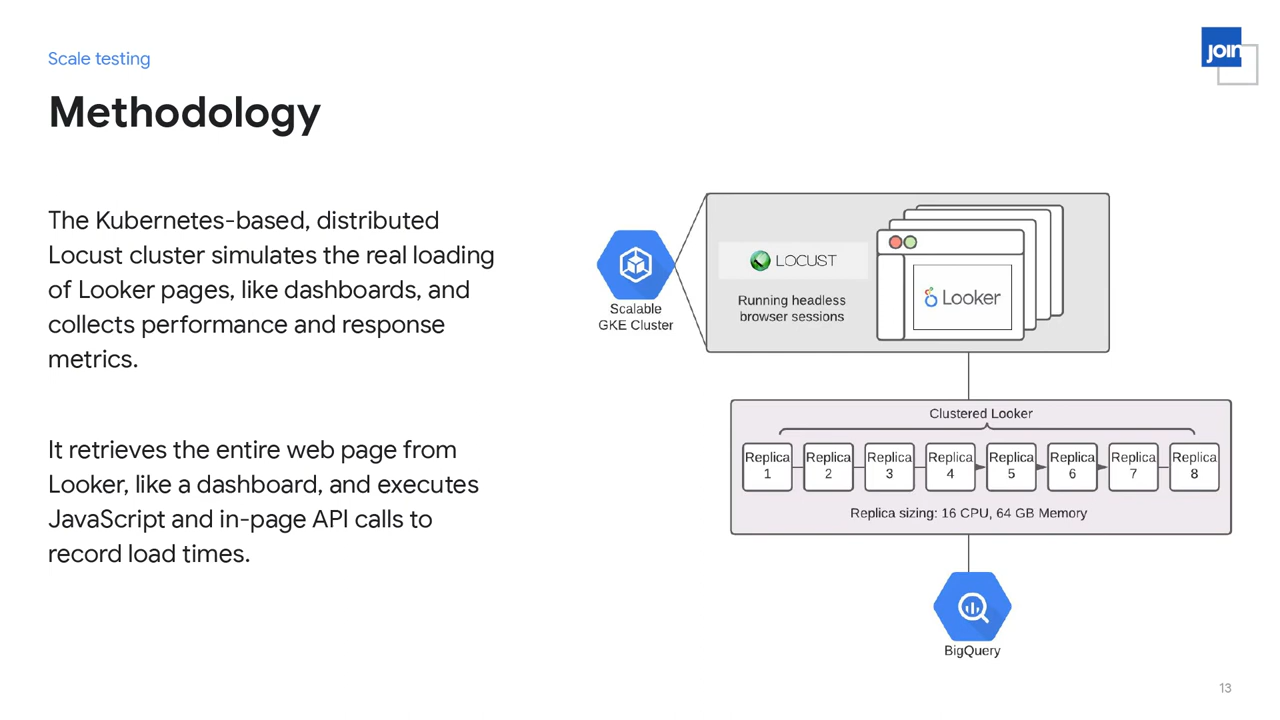 Scale testing
join
Methodology
The Kubernetes-based, distributed
Locust cluster simulates the real loading
of Looker pages, like dashboards, and
collects performance and response
metrics.
It retrieves the entire web page from
Looker, like a dashboard, and executes
JavaScript and in-page API calls to
record load times.
Scalable
GKE Cluster
LOCUST
Running headless
browser sessions
Looker
Clustered Looker
Replica
1
Replica
2
Replica
3
Replica
4
Replica
5
Replica
6
Replica
7
Replica
8
Replica sizing: 16 CPU, 64 GB Memory
BigQuery
13